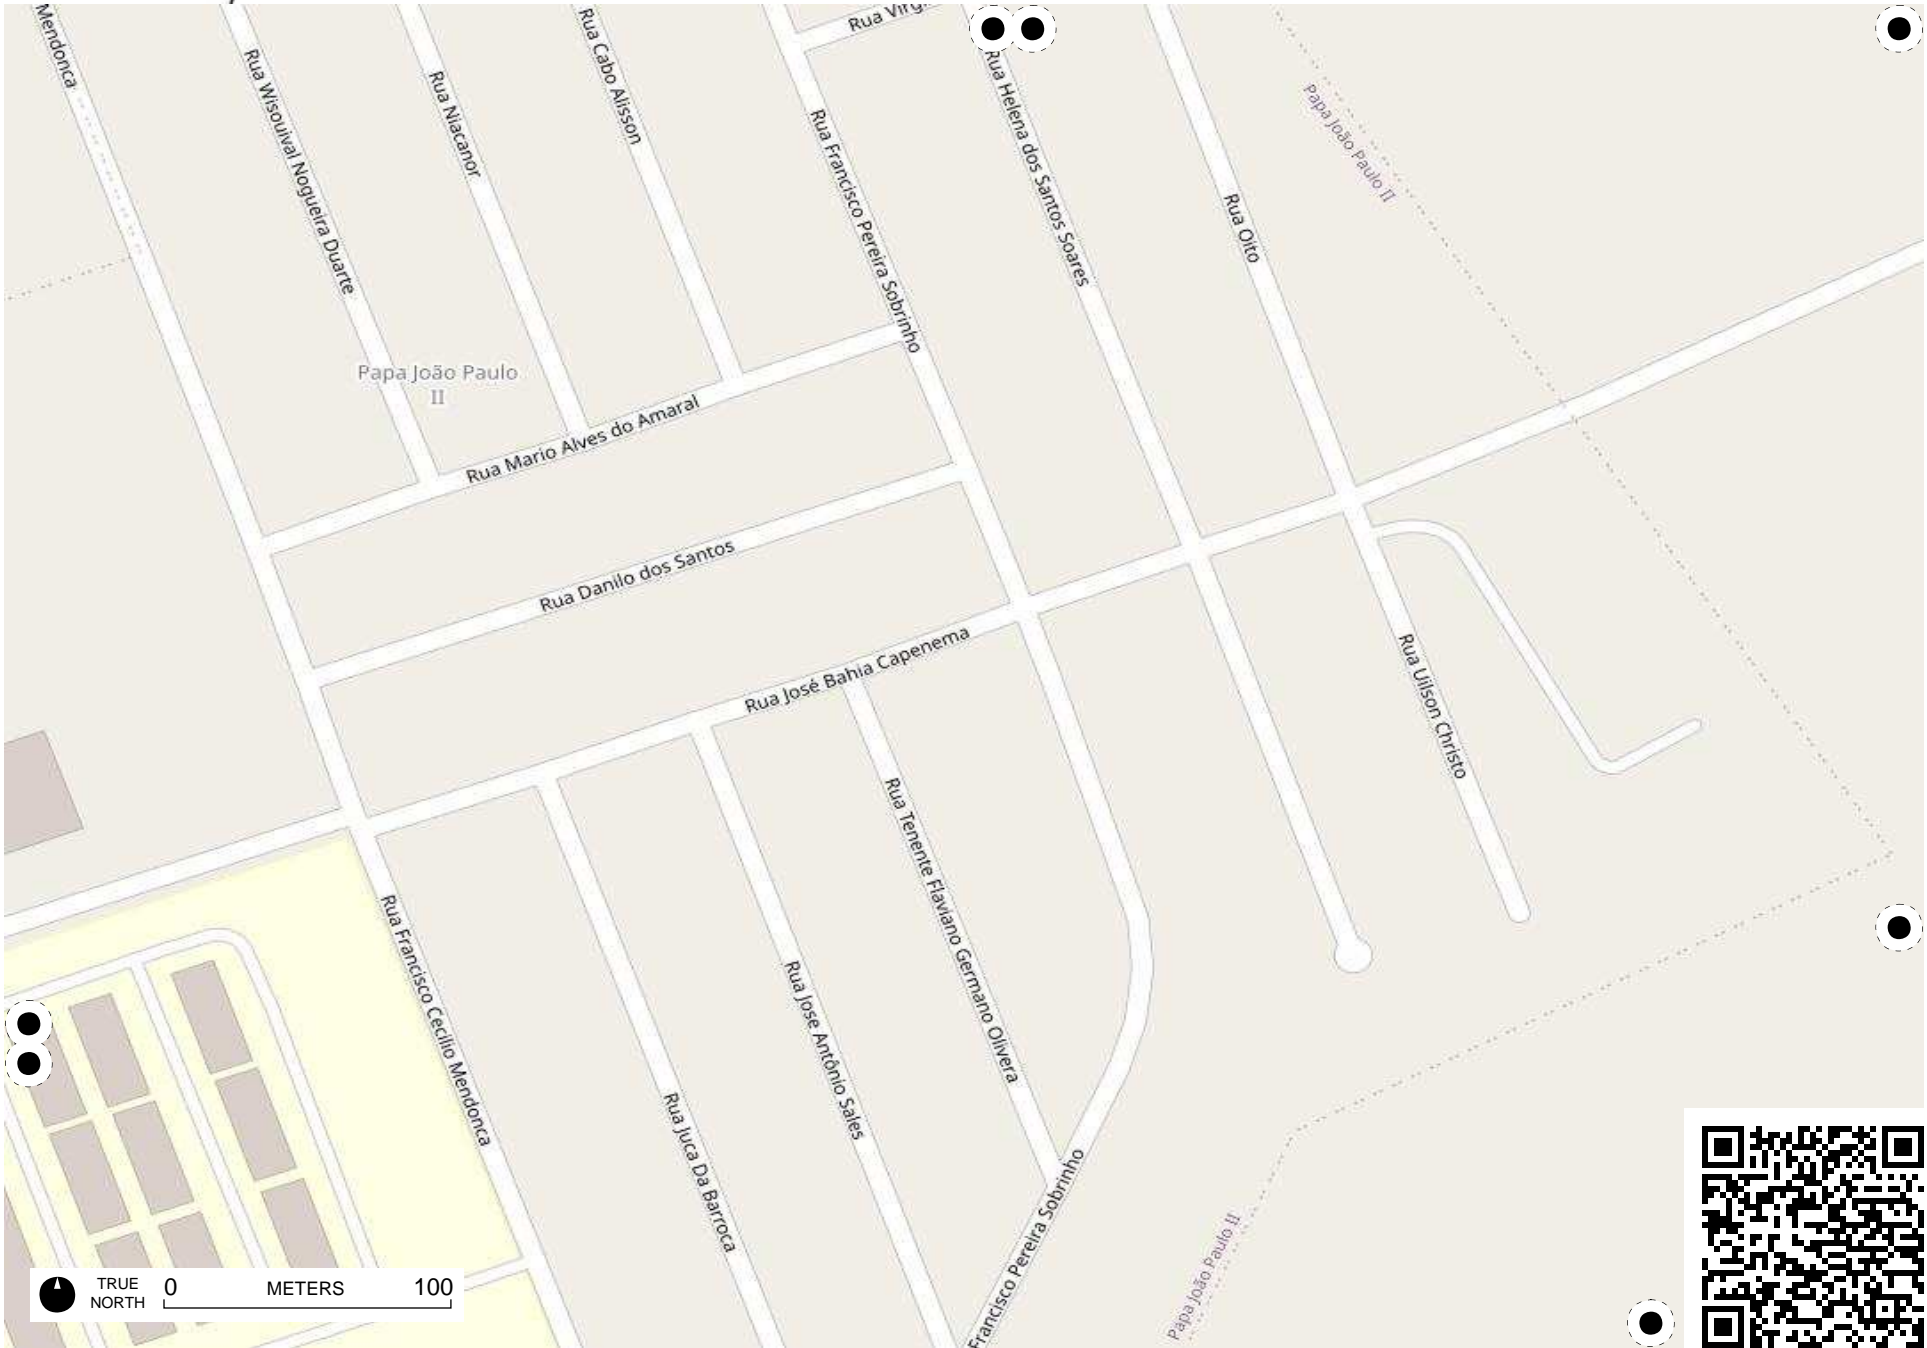 Mendonca
Rua Wisouival Nogueira Duarte
Rua Niacanor
Rua Cabo Alisson
Rua Francisco Pereira Sobrinho
Rua Helena dos Santos Soares
Rua Oito
Papa João Paulo II
Papa João Paulo
II
Rua Mario Alves do Amaral
Rua Danilo dos Santos
Rua José Bahia Capenema
Rua Uilson Christo
Rua Tenente Flaviano Germano Olivera
Rua Francisco Cecilio Mendonca
Rua Jose Antônio Sales
Rua Juca Da Barroca
Francisco Pereira Sobrinho
Papa João Paulo II
TRUE
NORTH
0 METERS 100